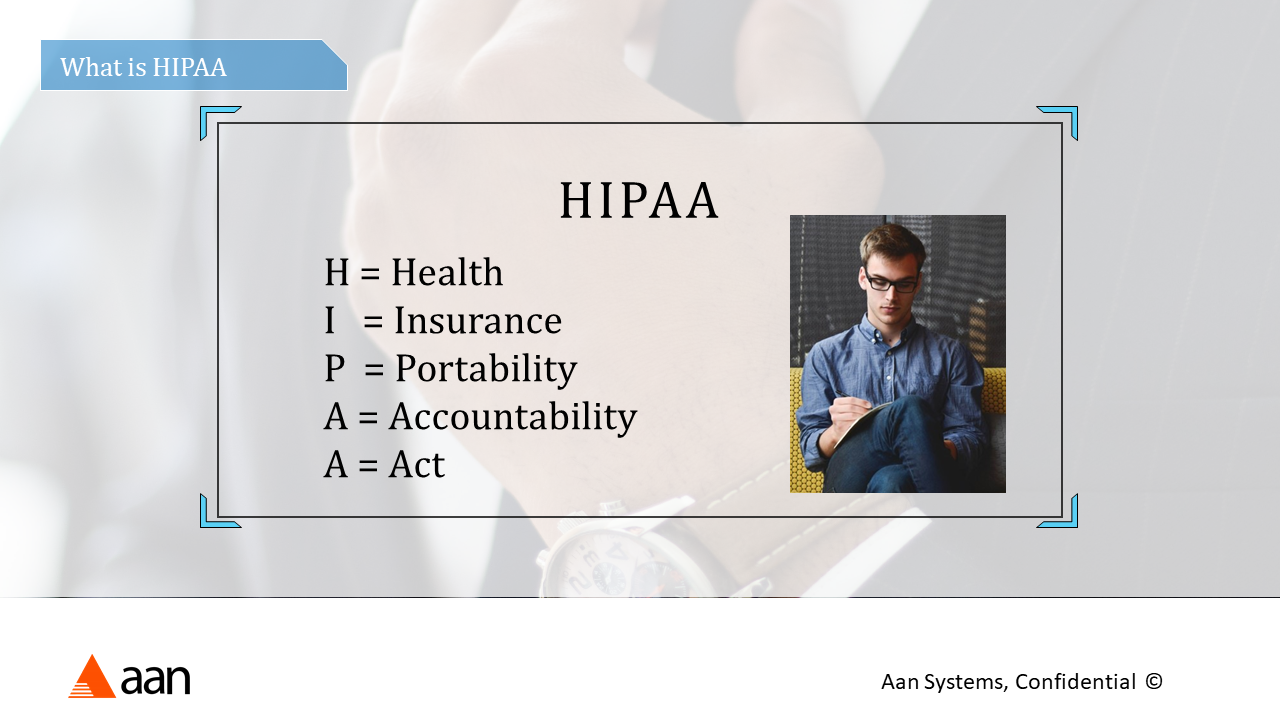 What is HIPAA
HIPAA
H = Health
I = Insurance
P = Portability
A = Accountability
A = Act
aan
Aan Systems, Confidential ©